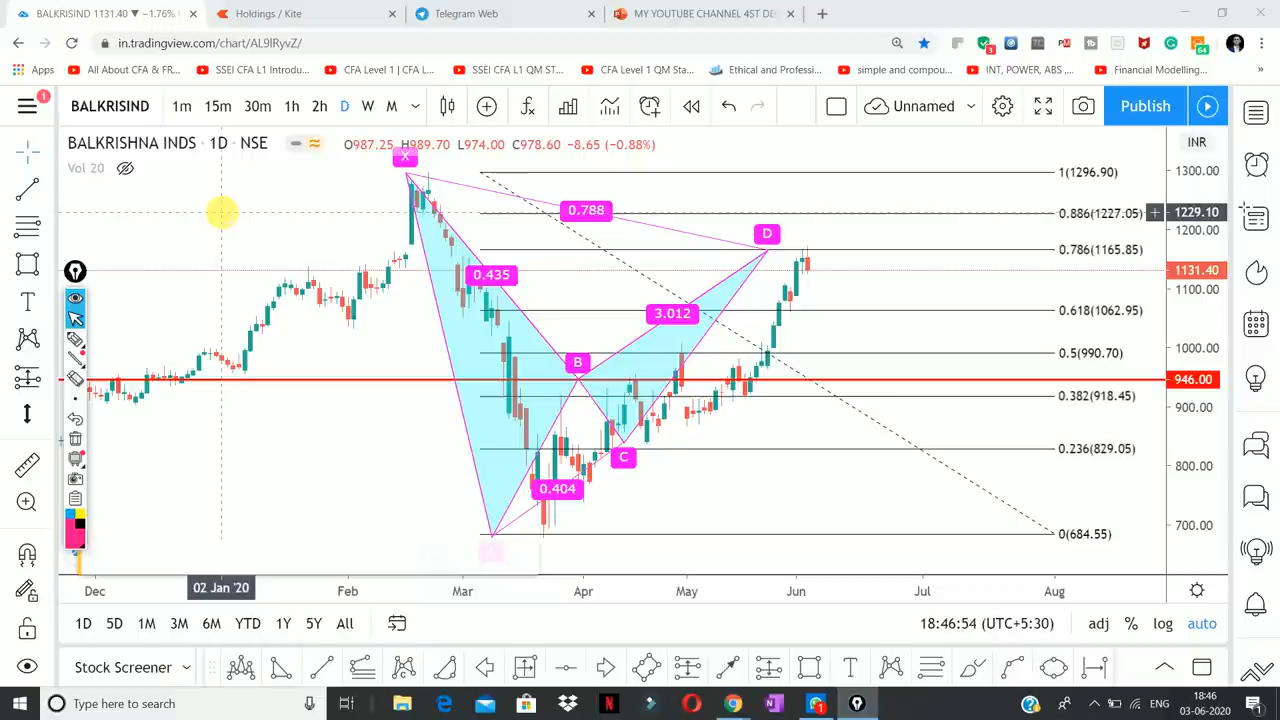 BALKRISIND 1131.40 ▼ −1.76% ×
Holdings / Kite ×
Telegram Web ×
MY YOUTUBE CHANNEL 4ST DE ×
in.tradingview.com/chart/AL9lRyvZ/
Apps
All About CFA & FR...
SSEI CFA L1 Introdu...
CFA Level 1 I CFA L...
SSEI CFA L1 QM ST...
CFA Level 1 QM Sta...
Ethical and Professi...
simple and compou...
INT, POWER, ABS ,...
Financial Modelling...
»
1
BALKRISIND 1m 15m 30m 1h 2h D W M
Unnamed
Publish
BALKRISHNA INDS · 1D · NSE
O987.25 H989.70 L974.00 C978.60 −8.65 (−0.88%)
INR
Vol 20
X
1(1296.90)
1300.00
0.788
0.886(1227.05)
1229.10
1200.00
D
0.786(1165.85)
0.435
1131.40
1100.00
3.012
0.618(1062.95)
1000.00
B
0.5(990.70)
946.00
0.382(918.45)
900.00
C
0.236(829.05)
800.00
0.404
700.00
0(684.55)
Dec
02 Jan '20
Feb
Mar
Apr
May
Jun
Jul
Aug
1D 5D 1M 3M 6M YTD 1Y 5Y All
18:46:54 (UTC+5:30)
adj % log auto
Stock Screener
Type here to search
ENG
18:46
03-06-2020